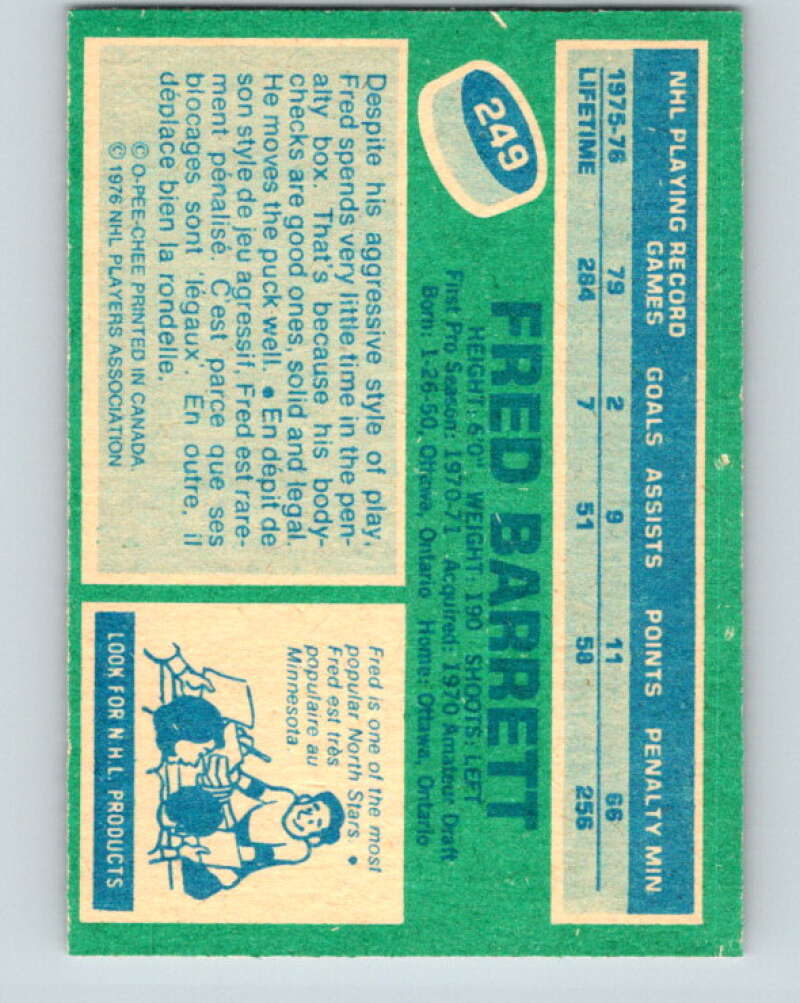 NHL PLAYING RECORD
GAMES GOALS ASSISTS POINTS PENALTY MIN
1975-76 79 2 9 11 66
LIFETIME 284 7 51 58 256
249
FRED BARRETT
HEIGHT: 6'0" WEIGHT: 190 SHOOTS: LEFT
First Pro Season: 1970-71 Acquired: 1970 Amateur Draft
Born: 1-26-50, Ottawa, Ontario Home: Ottawa, Ontario
Despite his aggressive style of play,
Fred spends very little time in the pen-
alty box. That's because his body-
checks are good ones, solid and legal.
He moves the puck well. • En dépit de
son style de jeu agressif, Fred est rare-
ment pénalisé. C'est parce que ses
blocages sont 'légaux'. En outre, il
déplace bien la rondelle.
© O-PEE-CHEE PRINTED IN CANADA
© 1976 NHL PLAYERS ASSOCIATION
Fred is one of the most
popular North Stars. •
Fred est très
populaire au
Minnesota.
LOOK FOR N.H.L. PRODUCTS